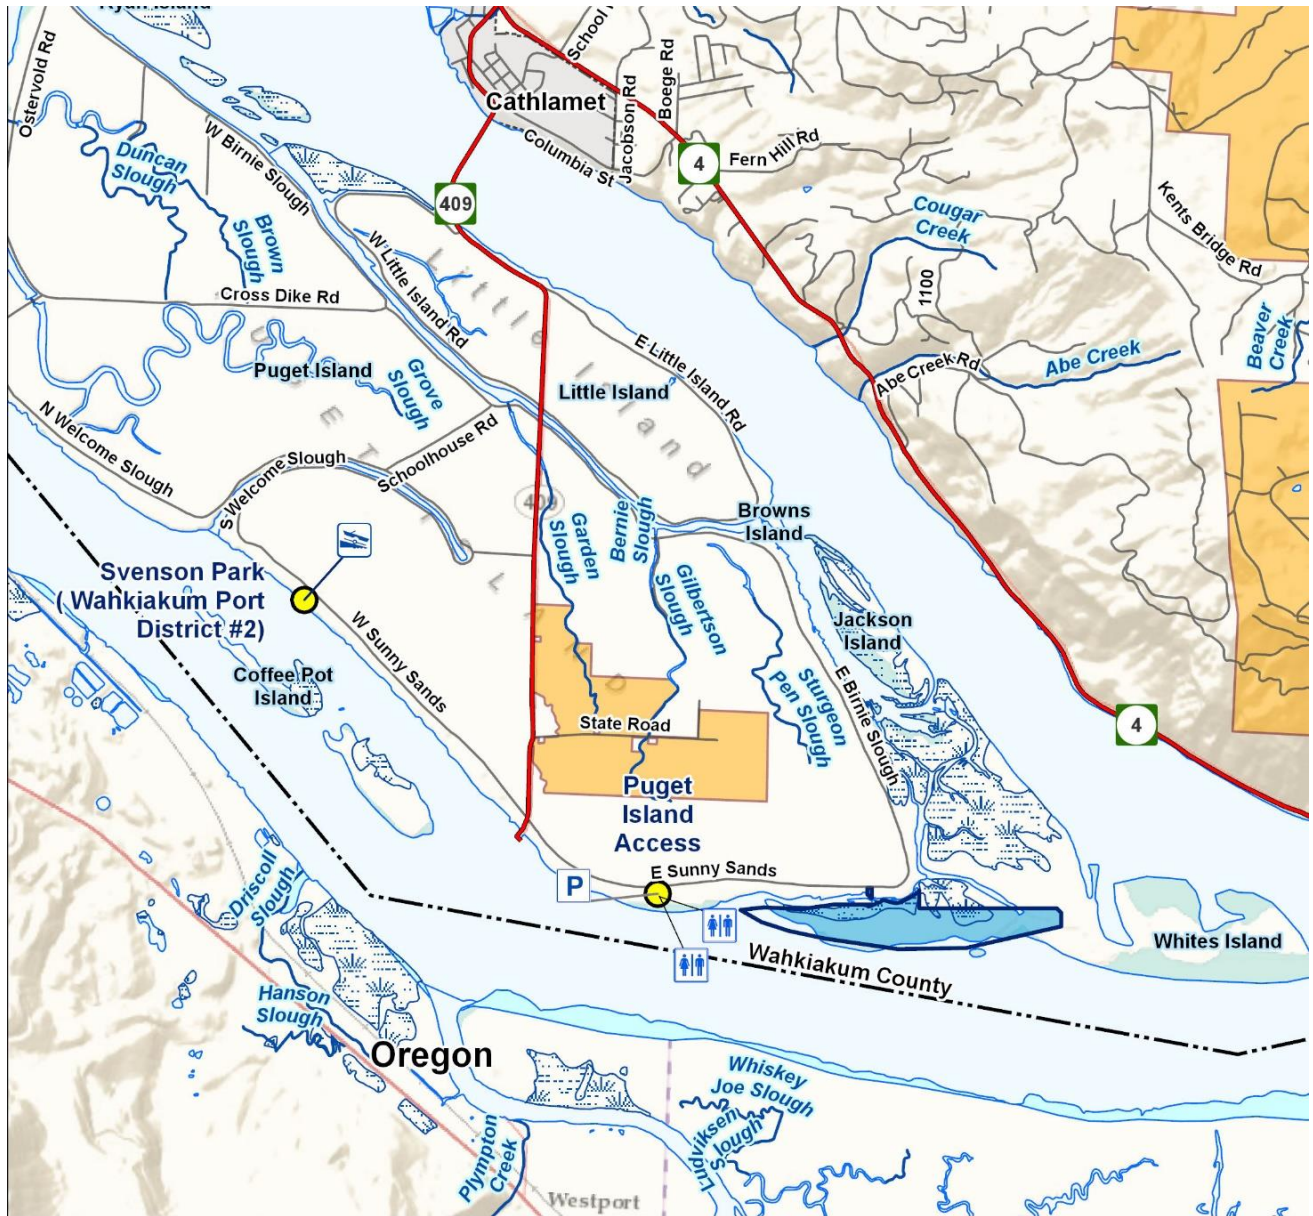 Ryan Island
Ostervold Rd
Duncan
Slough
W Birnie Slough
Brown
Slough
Cross Dike Rd
Cathlamet
Columbia St
Jacobson Rd
Boege Rd
School
4
Fern Hill Rd
409
Cougar
Creek
1100
Kents Bridge Rd
Beaver
Creek
Abe Creek Rd
Abe Creek
W Little Island Rd
Little Island
E Little Island Rd
Little Island
Puget Island
Grove
Slough
PUGET ISLAND
N Welcome Slough
S Welcome Slough
Schoolhouse Rd
409
Garden
Slough
Bernie
Slough
Browns
Island
Gilbertson
Slough
Svenson Park
( Wahkiakum Port
District #2)
W Sunny Sands
Coffee Pot
Island
Jackson
Island
Sturgeon
Pen Slough
E Birnie Slough
State Road
4
Puget
Island
Access
E Sunny Sands
P
Driscoll
Slough
Whites Island
Wahkiakum County
Hanson
Slough
Oregon
Whiskey
Joe Slough
Ludviksen
Slough
Plympton
Creek
Westport